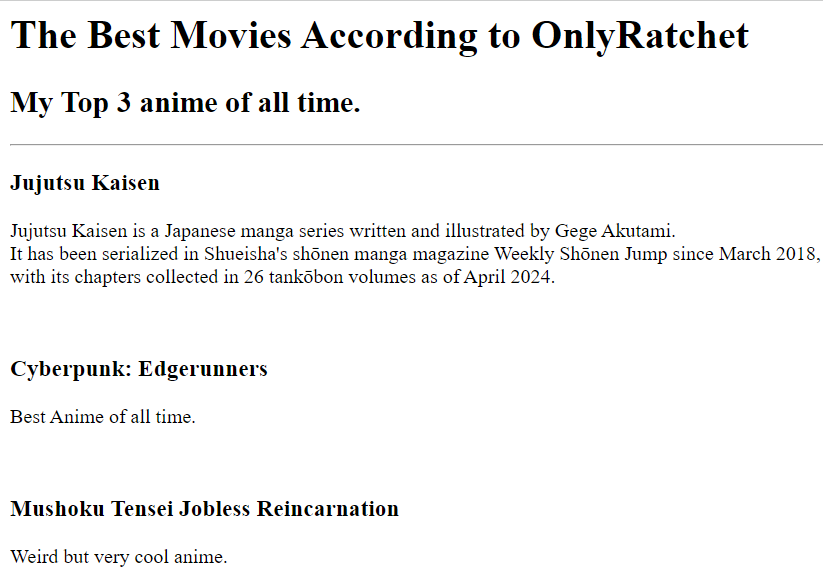 The Best Movies According to OnlyRatchet
My Top 3 anime of all time.
Jujutsu Kaisen
Jujutsu Kaisen is a Japanese manga series written and illustrated by Gege Akutami.
It has been serialized in Shueisha's shōnen manga magazine Weekly Shōnen Jump since March 2018,
with its chapters collected in 26 tankōbon volumes as of April 2024.
Cyberpunk: Edgerunners
Best Anime of all time.
Mushoku Tensei Jobless Reincarnation
Weird but very cool anime.